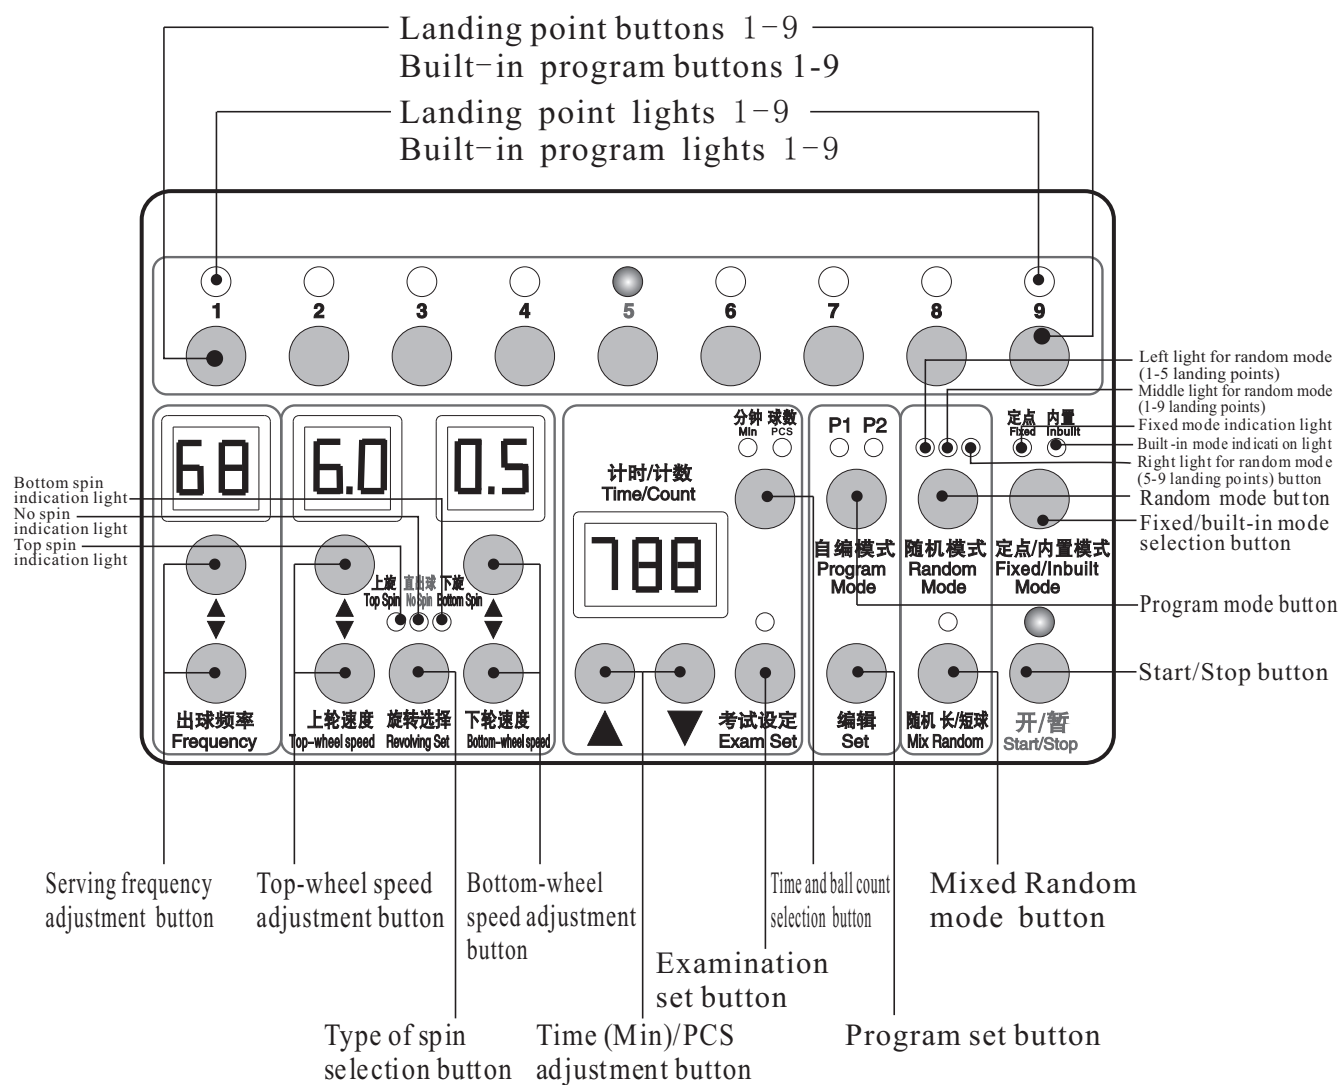 Landing point buttons 1-9
Built-in program buttons 1-9
Landing point lights 1-9
Built-in program lights 1-9
1 2 3 4 5 6 7 8 9
Left light for random mode
(1-5 landing points)
Middle light for random mode
(1-9 landing points)
Fixed mode indication light
Built-in mode indication light
Right light for random mode
(5-9 landing points) button
Random mode button
Fixed/built-in mode
selection button
Program mode button
Start/Stop button
Bottom spin
indication light
No spin
indication light
Top spin
indication light
68
6.0
0.5
上旋 直出球 下旋
Top Spin No Spin Bottom Spin
出球频率
Frequency
上轮速度
Top-wheel speed
旋转选择
Revolving Set
下轮速度
Bottom-wheel speed
分钟 球数
Min PCS
计时/计数
Time/Count
788
考试设定
Exam Set
P1 P2
自编模式
Program
Mode
编辑
Set
随机模式
Random
Mode
随机 长/短球
Mix Random
定点 内置
Fixed Inbuilt
定点/内置模式
Fixed/Inbuilt
Mode
开/暂
Start/Stop
Serving frequency
adjustment button
Top-wheel speed
adjustment button
Bottom-wheel
speed adjustment
button
Time and ball count
selection button
Mixed Random
mode button
Examination
set button
Type of spin
selection button
Time (Min)/PCS
adjustment button
Program set button